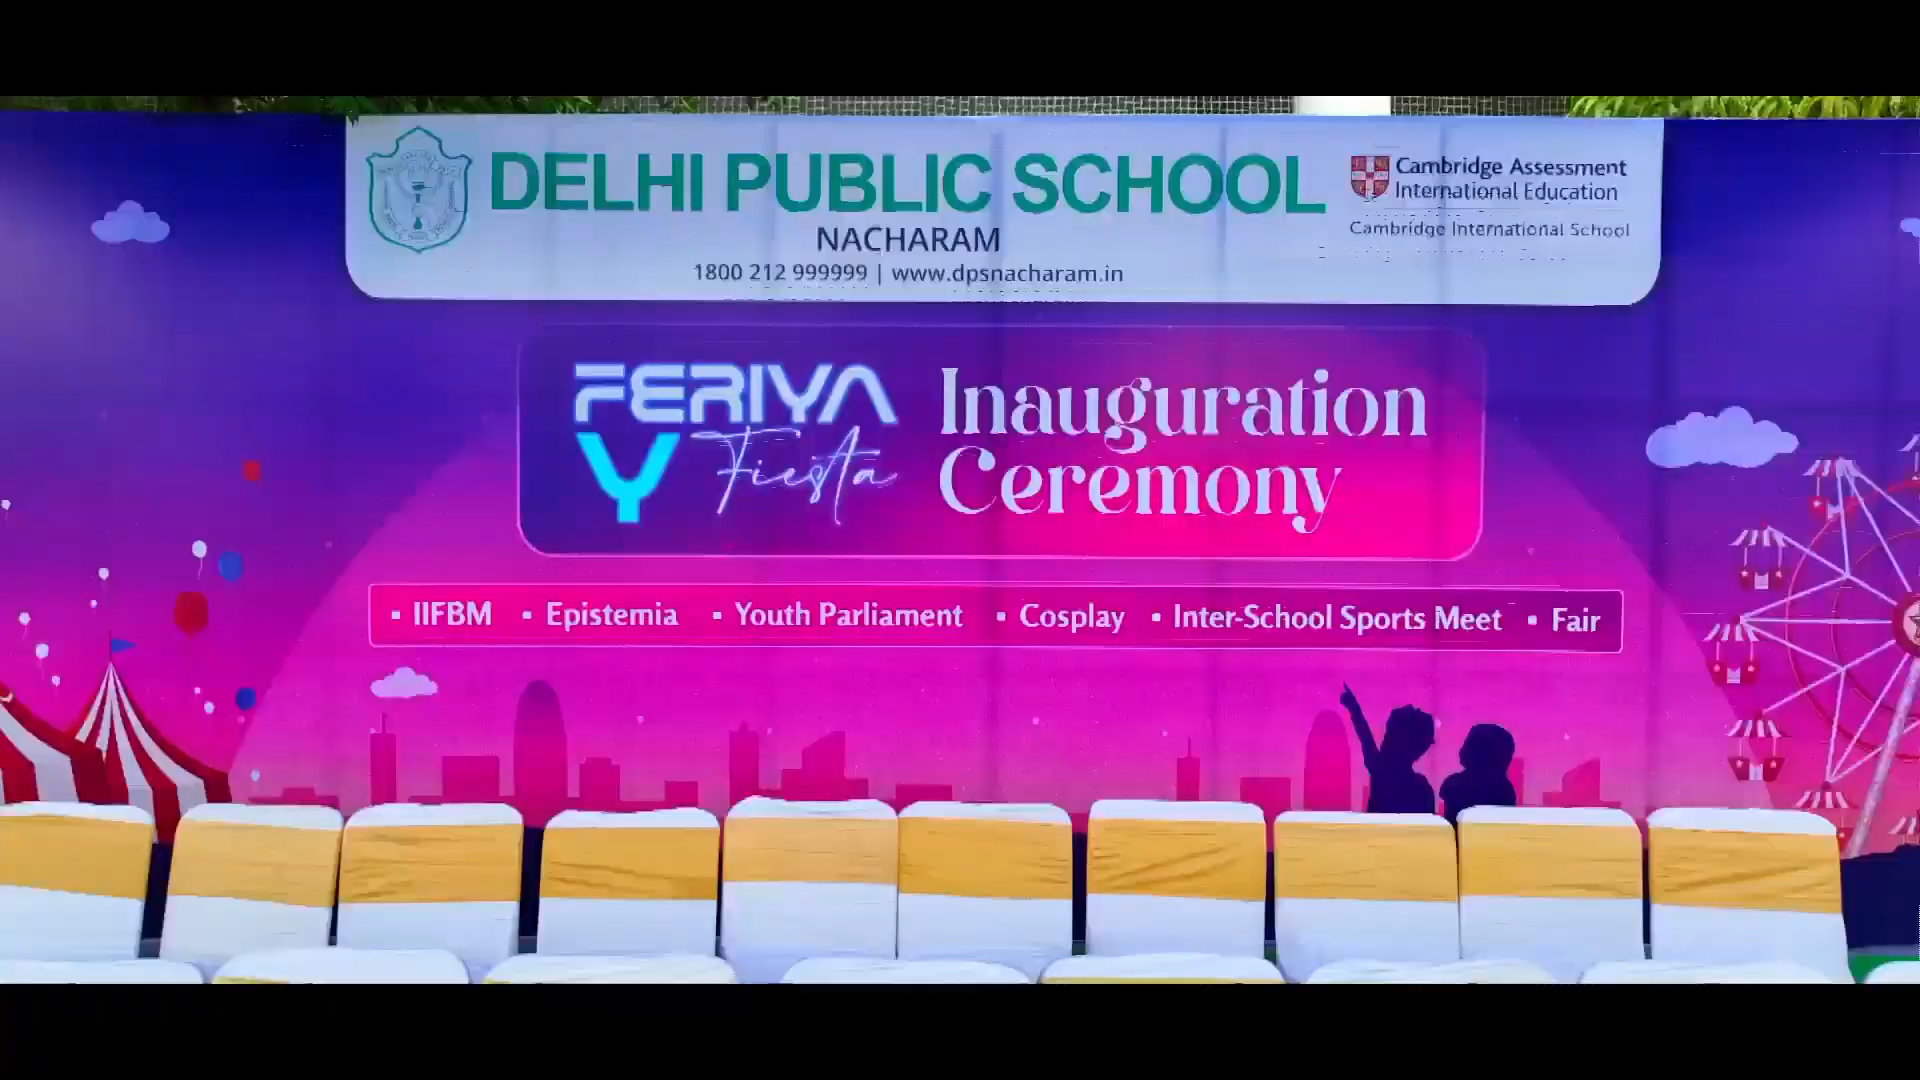 DELHI PUBLIC SCHOOL
NACHARAM
1800 212 999999 | www.dpsnacharam.in
Cambridge Assessment
International Education
Cambridge International School
FERIYA
Y Fiesta
Inauguration
Ceremony
▪ IIFBM ▪ Epistemia ▪ Youth Parliament ▪ Cosplay ▪ Inter-School Sports Meet ▪ Fair